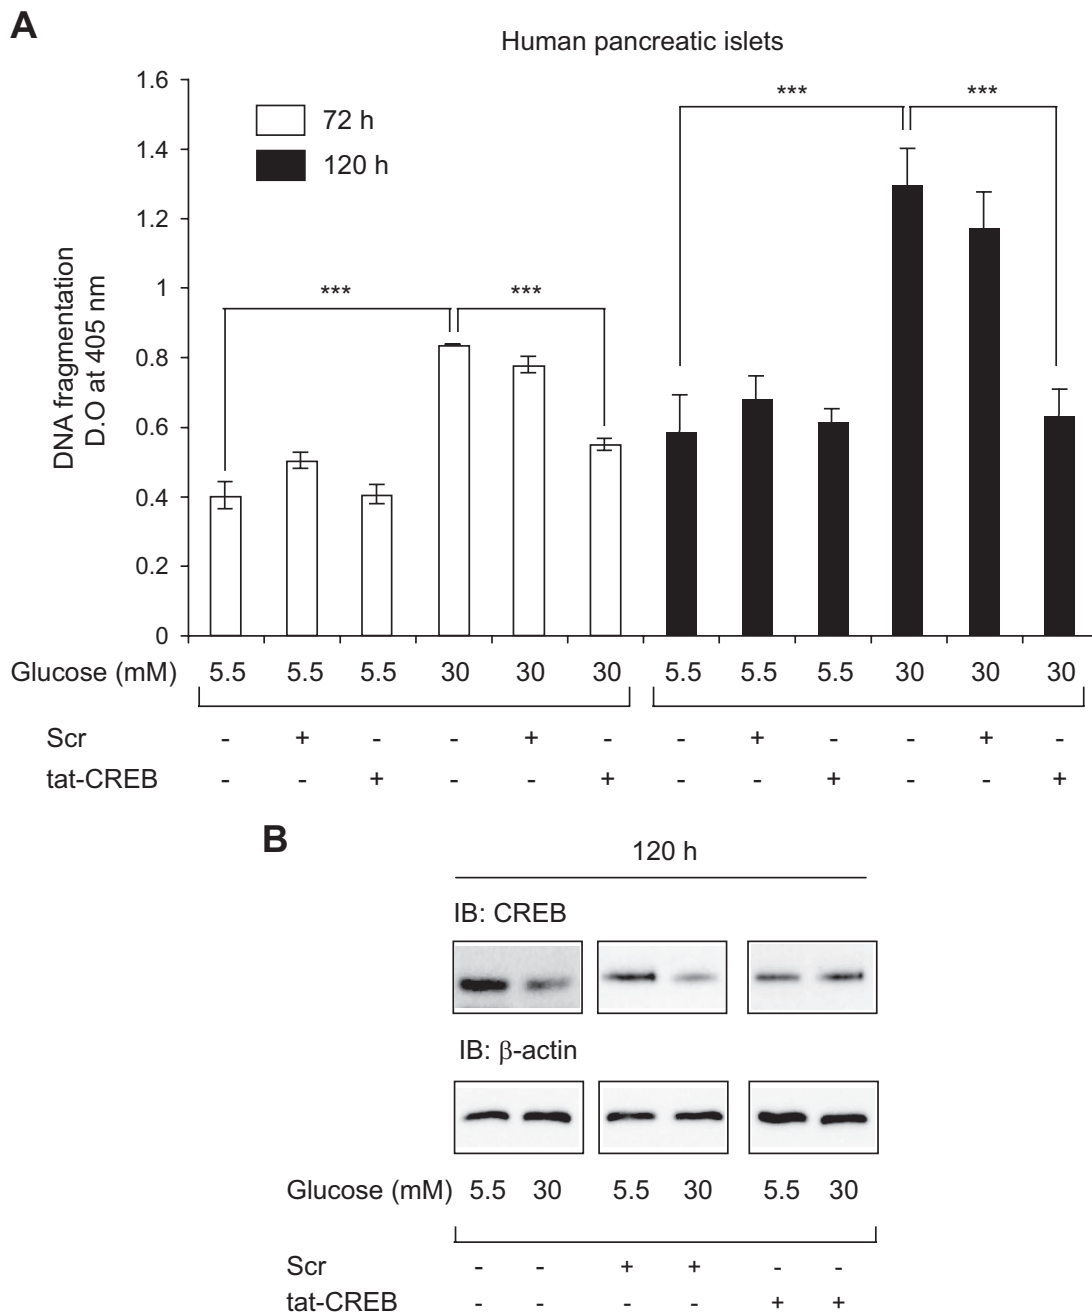 A
Human pancreatic islets
1.6
1.4
1.2
1
0.8
0.6
0.4
0.2
0
DNA fragmentation
D.O at 405 nm
72 h
120 h
*** ***
*** ***
Glucose (mM) 5.5 5.5 5.5 30 30 30 5.5 5.5 5.5 30 30 30
Scr - + - - + - - + - - + -
tat-CREB - - + - - + - - + - - +
B
120 h
IB: CREB
IB: β-actin
Glucose (mM) 5.5 30 5.5 30 5.5 30
Scr - - + + - -
tat-CREB - - - - + +